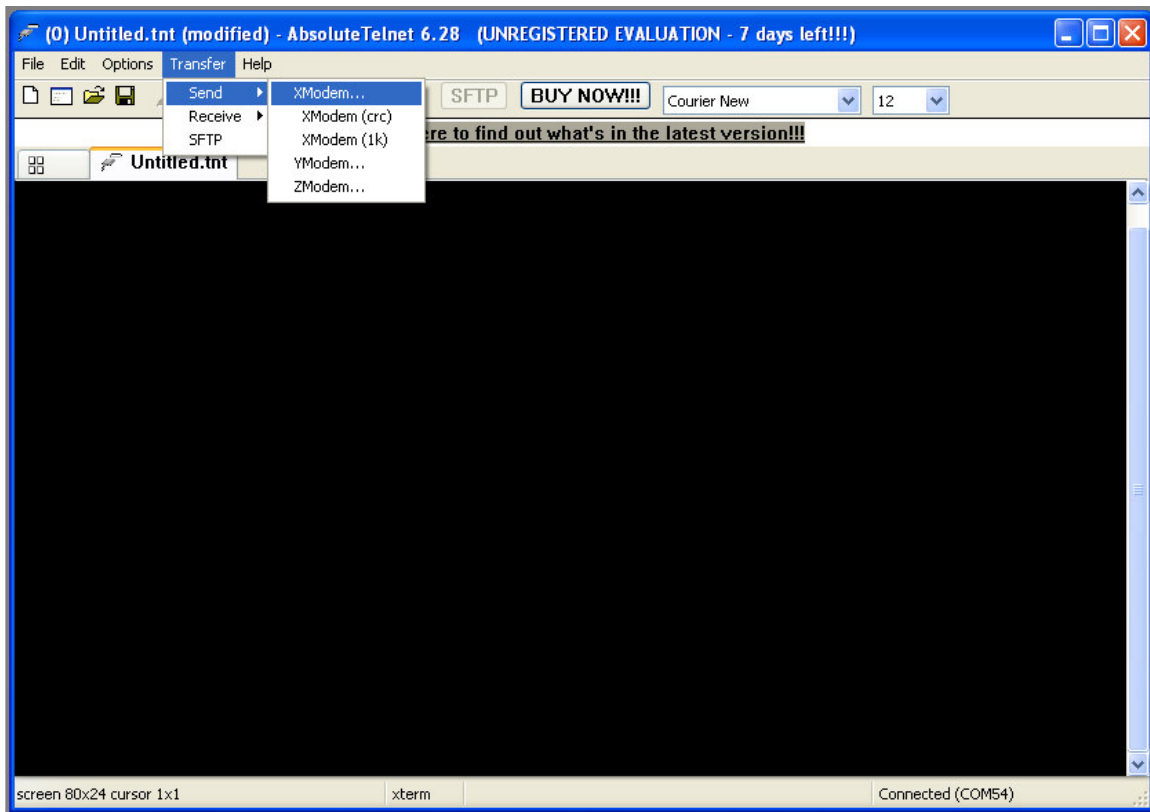 (0) Untitled.tnt (modified) - AbsoluteTelnet 6.28 (UNREGISTERED EVALUATION - 7 days left!!!)
File Edit Options Transfer Help
SFTP BUY NOW!!! Courier New 12
Send XModem...
Receive XModem (crc)
SFTP XModem (1k)
YModem...
ZModem...
to find out what's in the latest version!!!
Untitled.tnt
screen 80x24 cursor 1x1 xterm Connected (COM54)